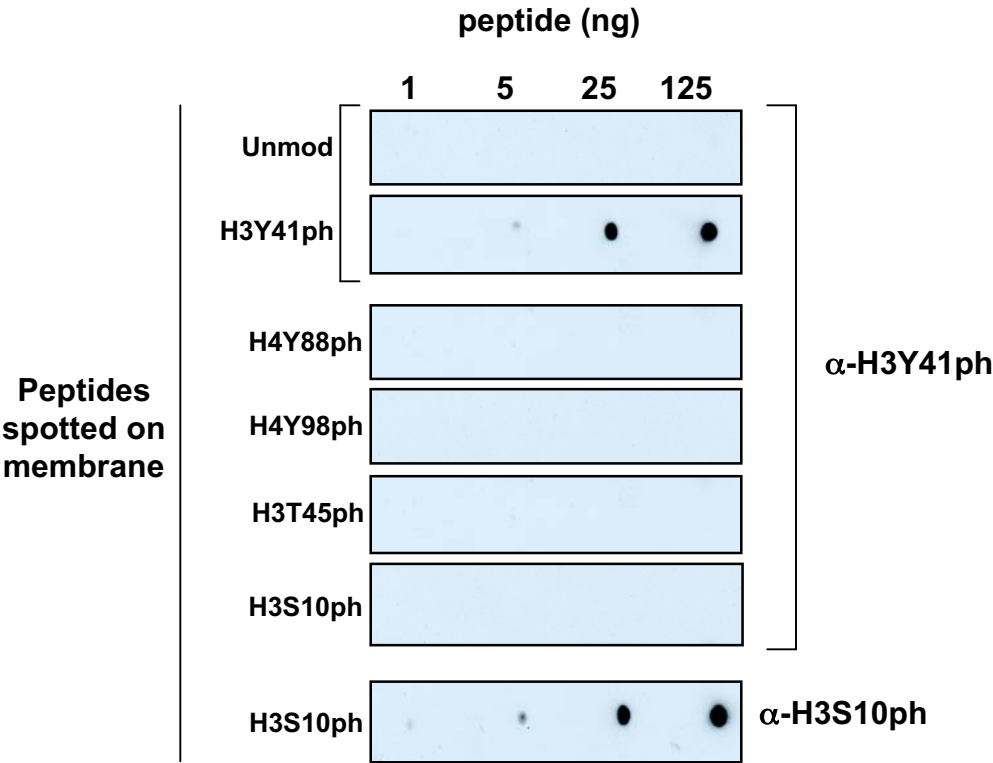 peptide (ng)
1 5 25 125
Unmod
H3Y41ph
H4Y88ph
α-H3Y41ph
Peptides
spotted on
membrane
H4Y98ph
H3T45ph
H3S10ph
H3S10ph
α-H3S10ph